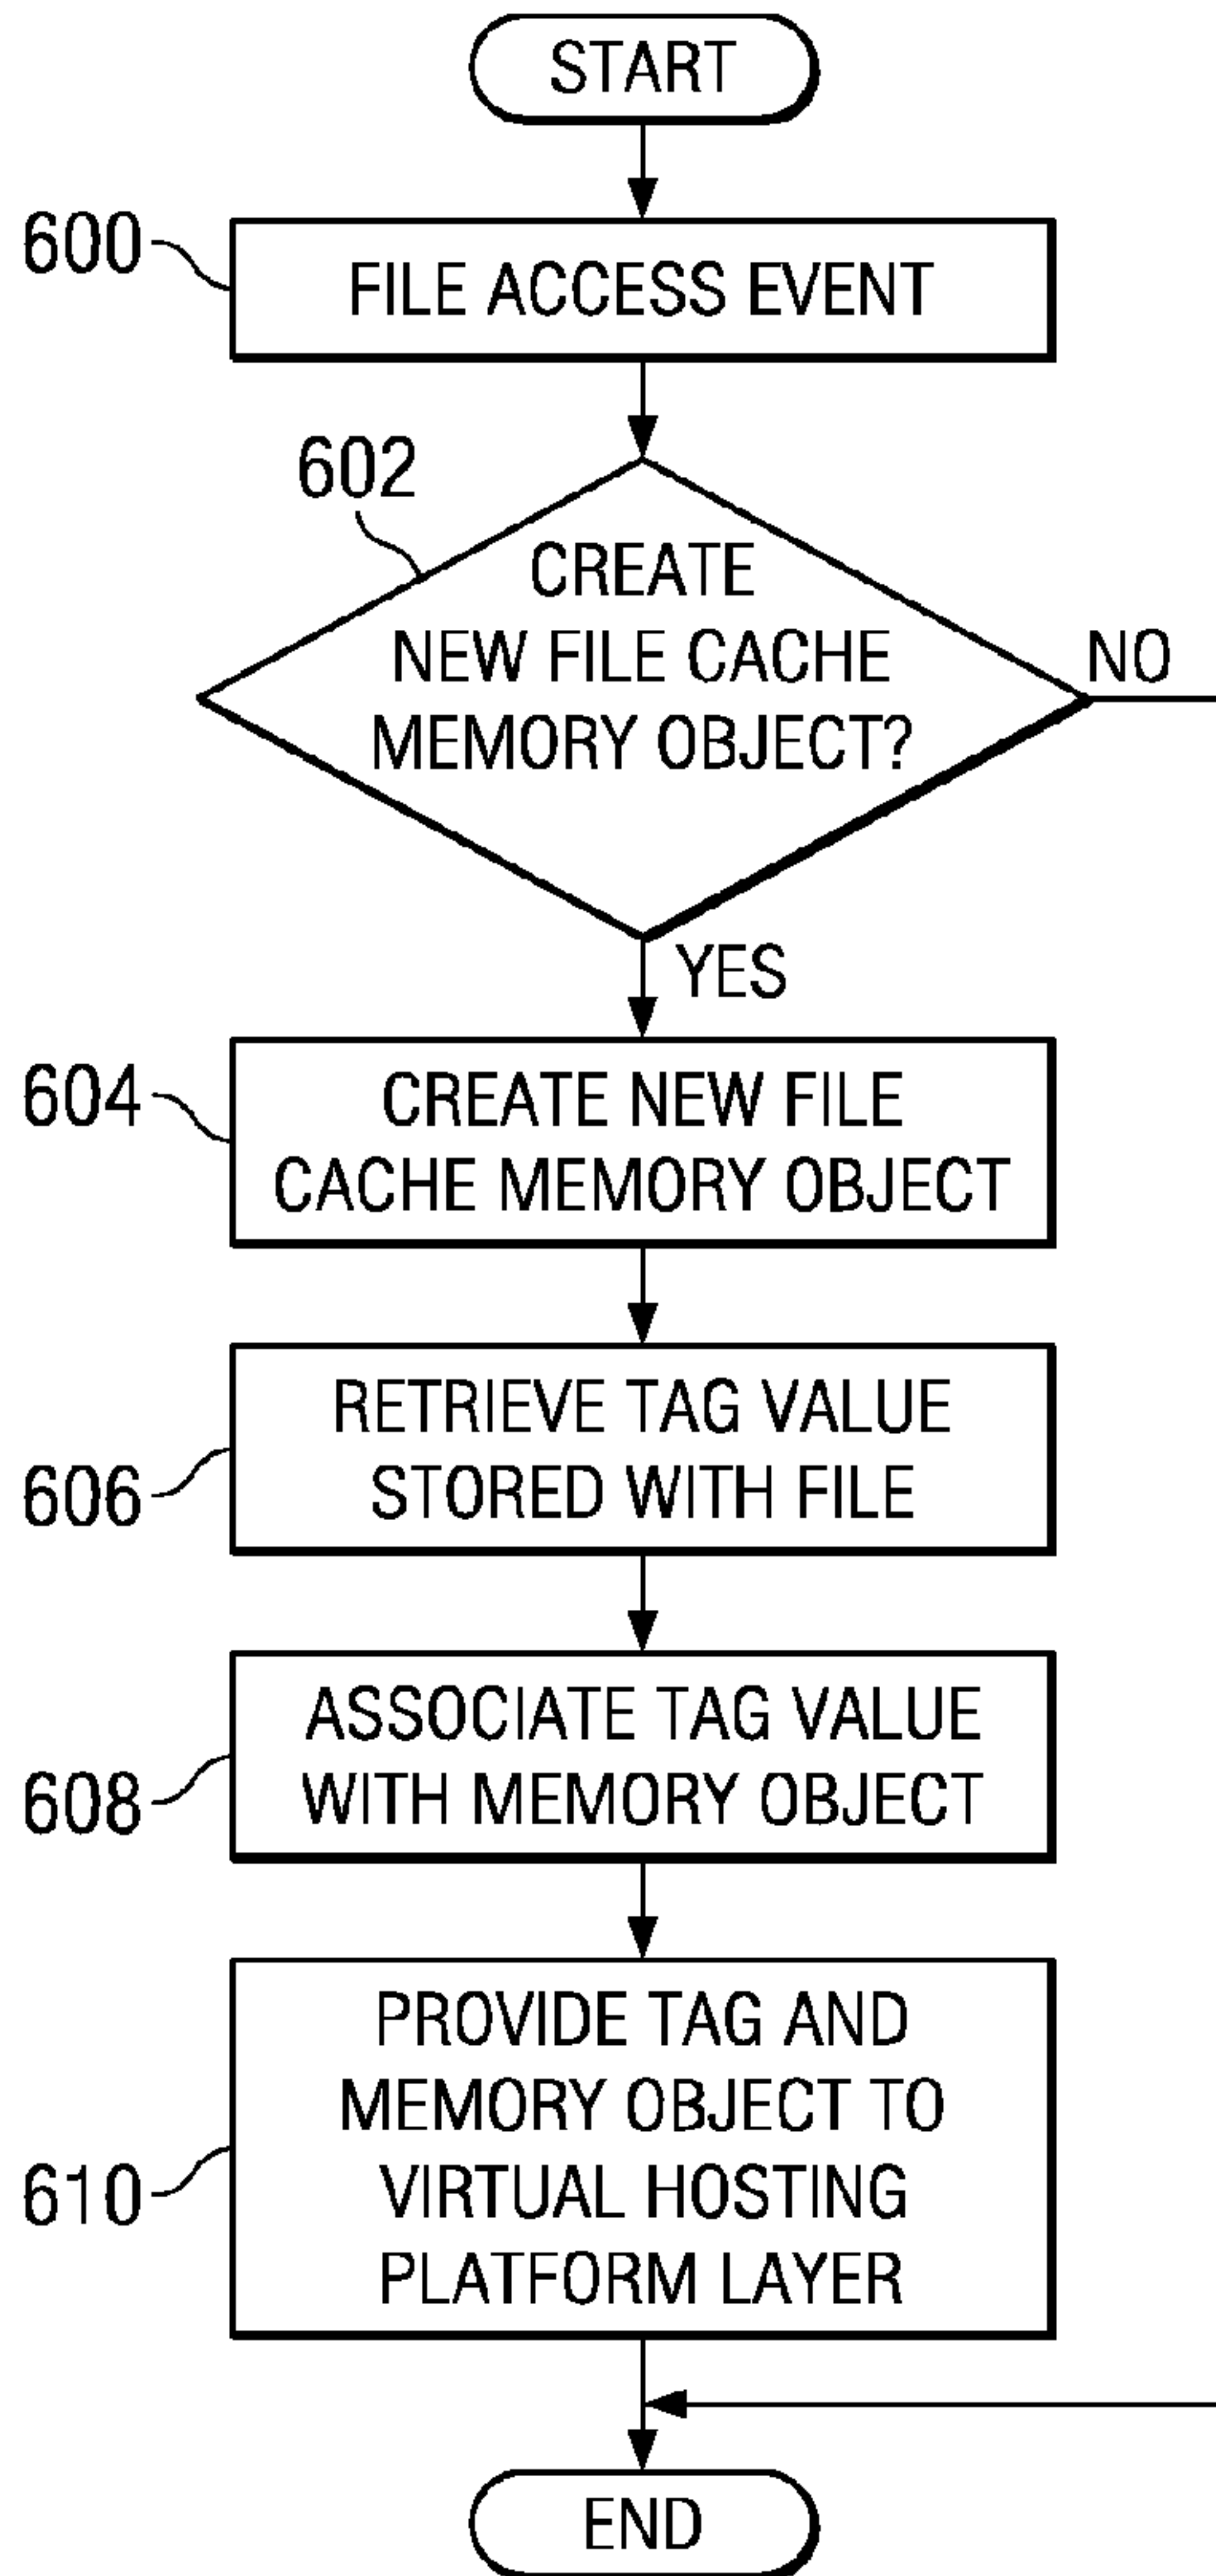 START
600
FILE ACCESS EVENT
602
CREATE
NEW FILE CACHE
MEMORY OBJECT?
NO
YES
604
CREATE NEW FILE
CACHE MEMORY OBJECT
RETRIEVE TAG VALUE
STORED WITH FILE
606
ASSOCIATE TAG VALUE
WITH MEMORY OBJECT
608
PROVIDE TAG AND
MEMORY OBJECT TO
VIRTUAL HOSTING
PLATFORM LAYER
610
END